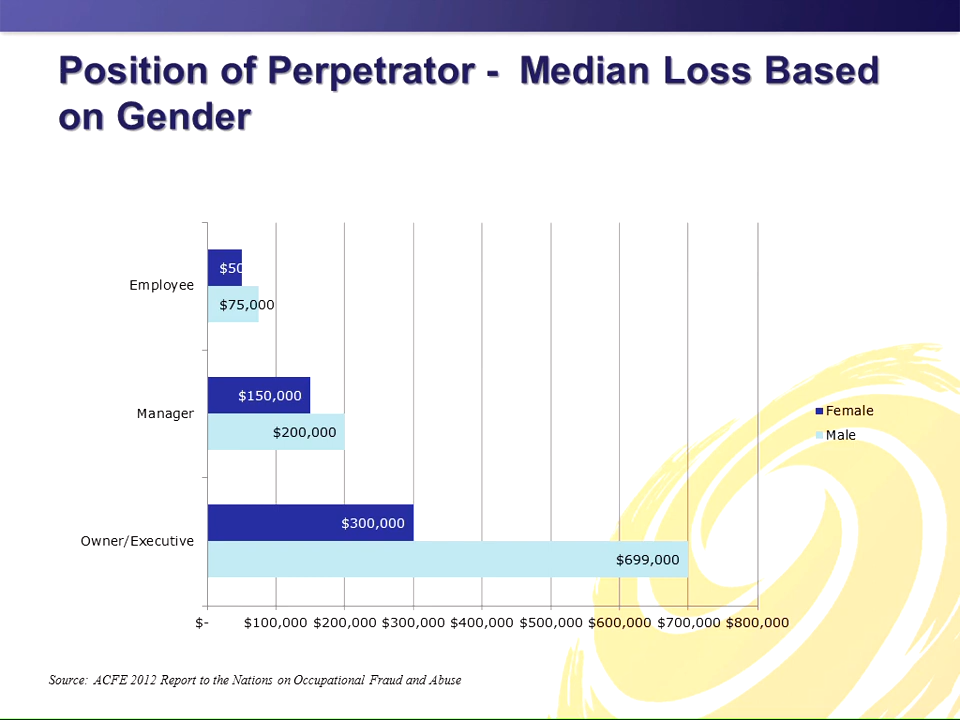 Position of Perpetrator - Median Loss Based
on Gender
Employee
$50
$75,000
Manager
$150,000
$200,000
Owner/Executive
$300,000
$699,000
Female
Male
$- $100,000 $200,000 $300,000 $400,000 $500,000 $600,000 $700,000 $800,000
Source: ACFE 2012 Report to the Nations on Occupational Fraud and Abuse